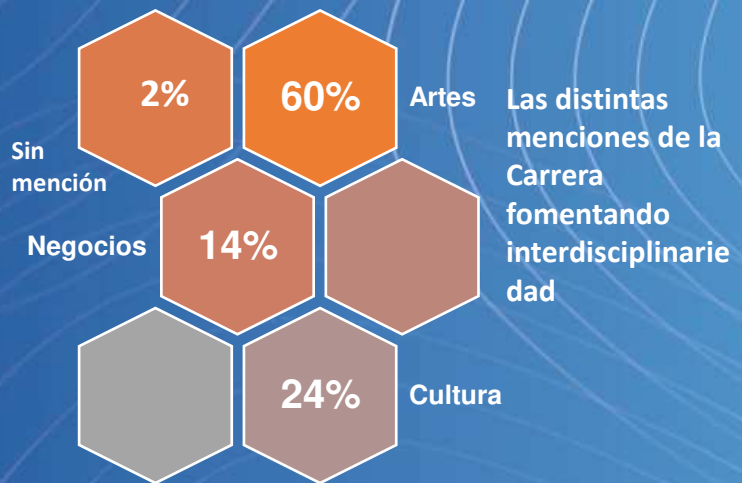 2%
60%
Artes
Sin
mención
Negocios
14%
24%
Cultura
Las distintas
menciones de la
Carrera
fomentando
interdisciplinarie
dad